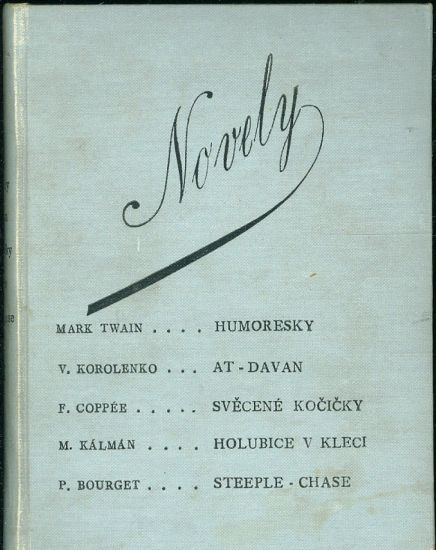 Novely
MARK TWAIN . . . . HUMORESKY
V. KOROLENKO . . . AT - DAVAN
F. COPPÉE . . . . . SVĚCENÉ KOČIČKY
M. KÁLMÁN . . . . HOLUBICE V KLECI
P. BOURGET . . . . STEEPLE - CHASE